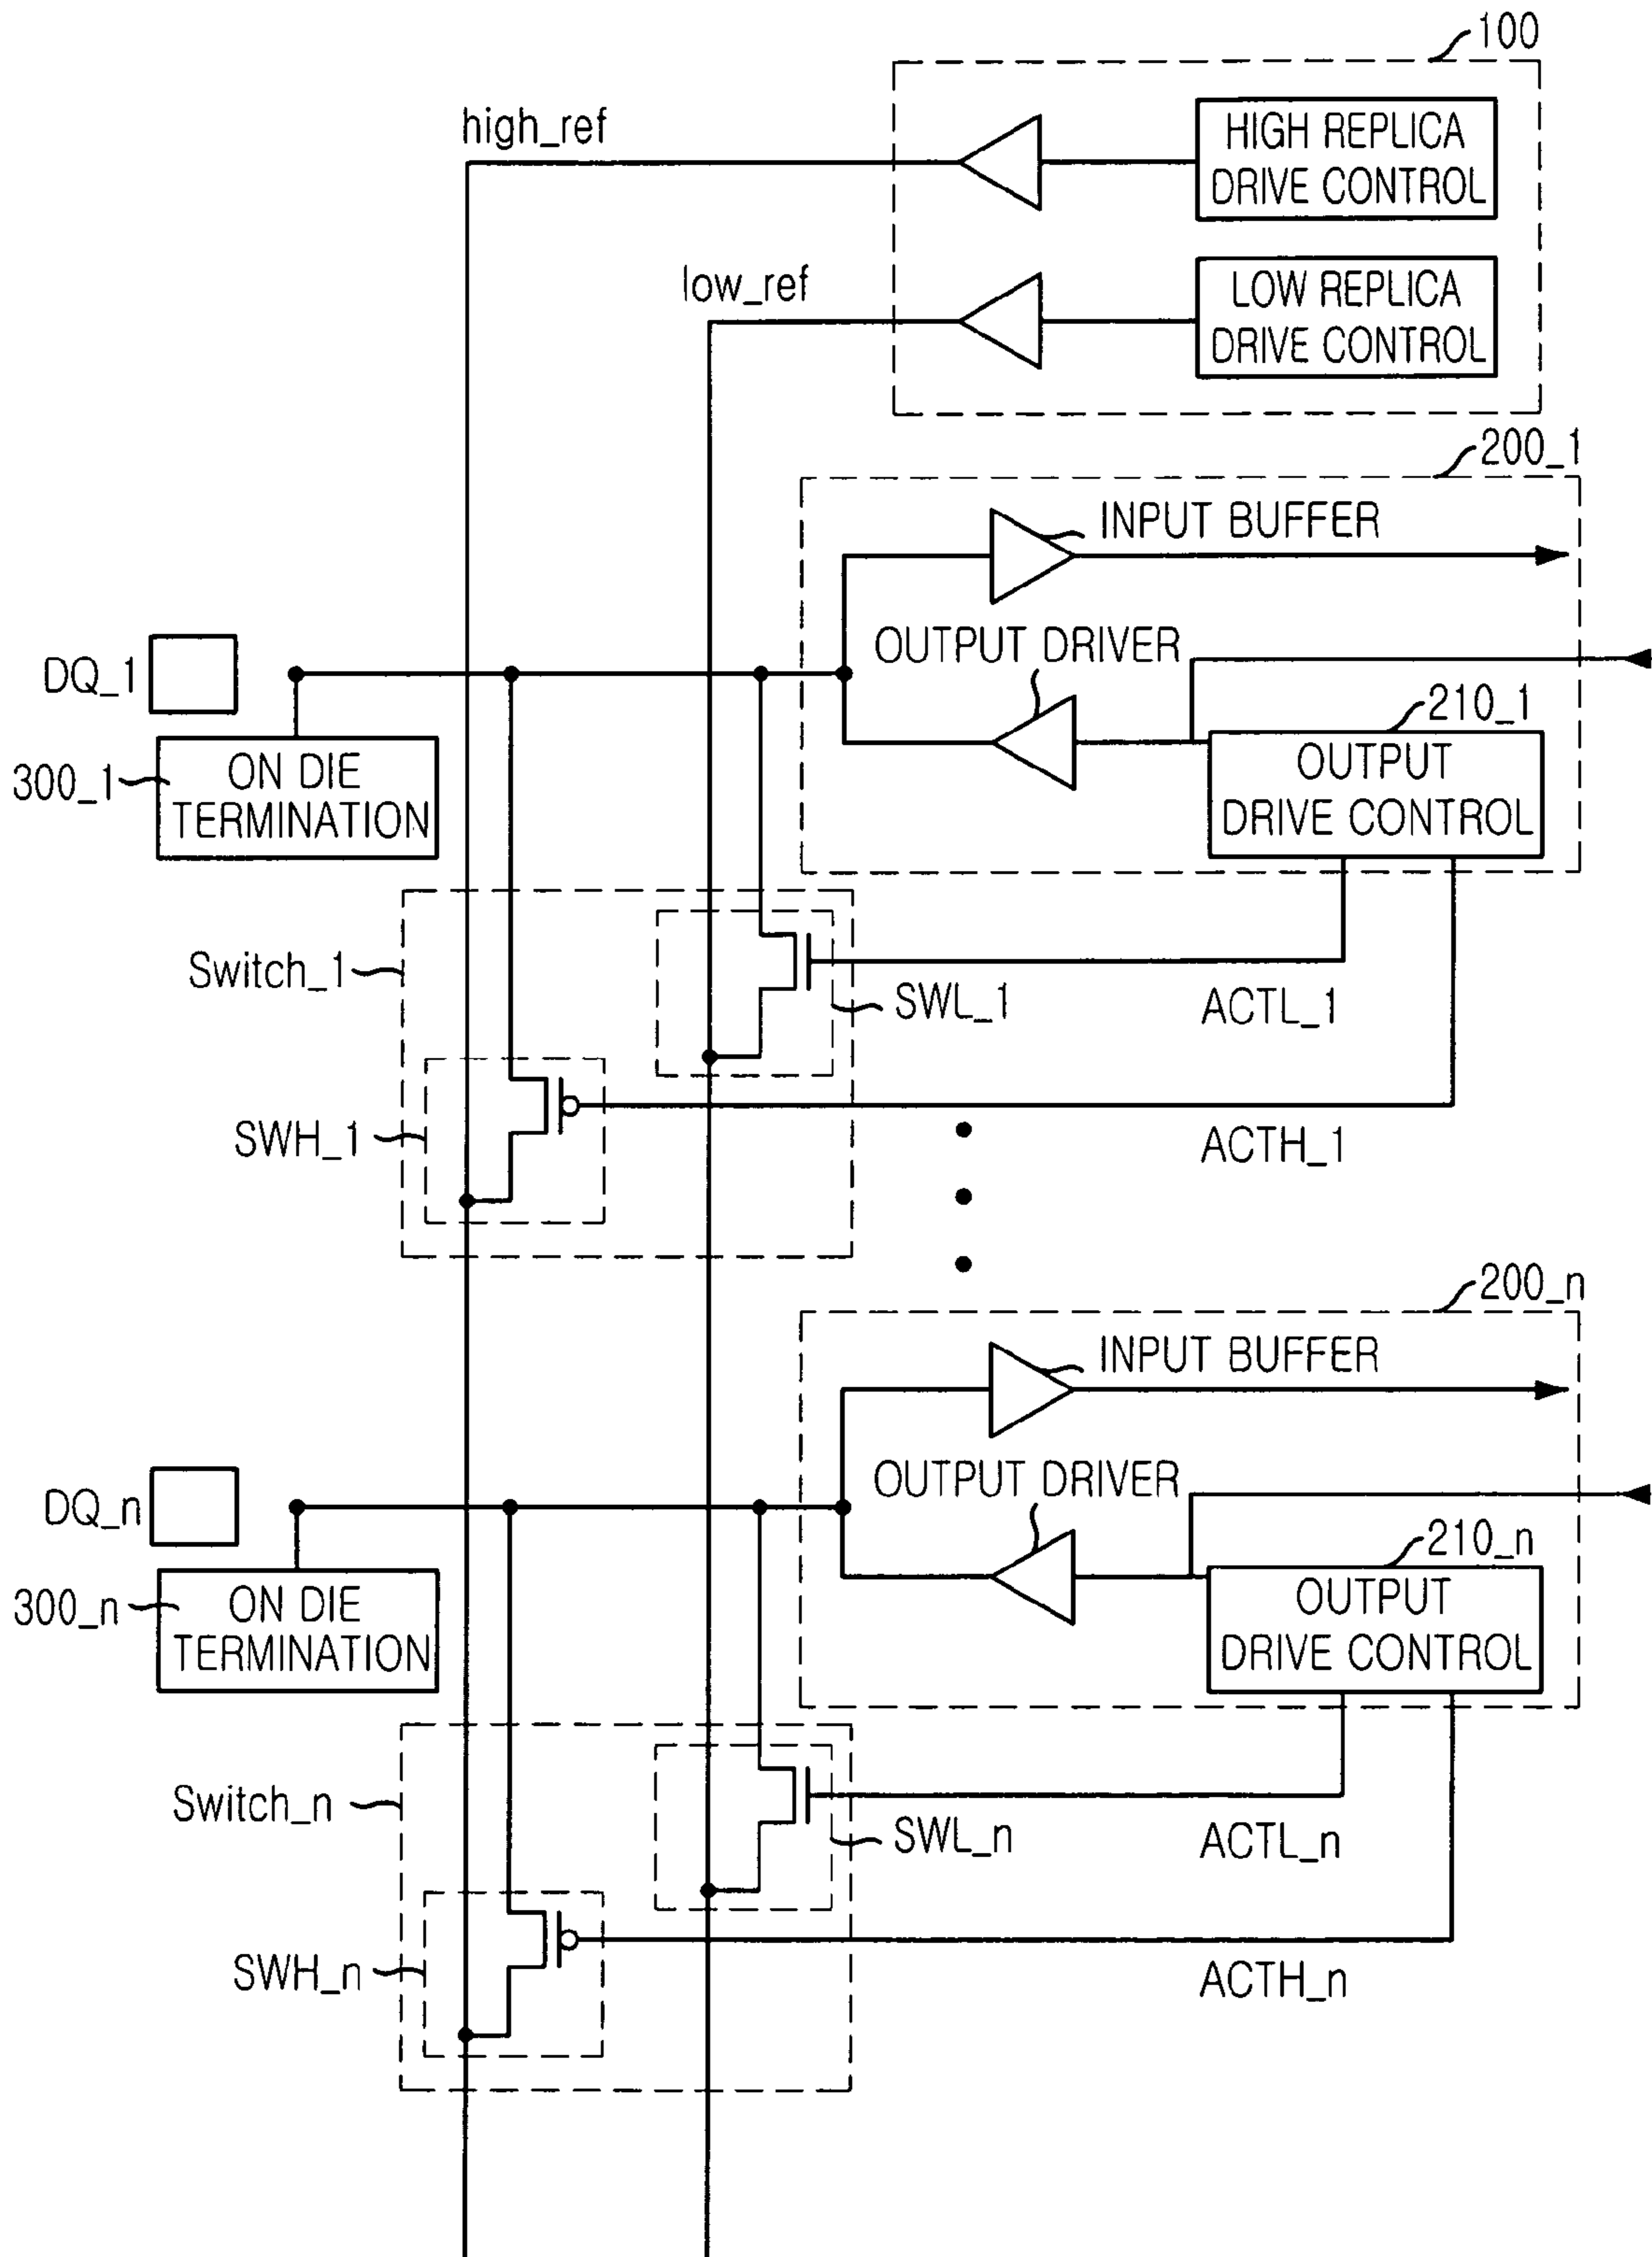 100
high_ref
HIGH REPLICA
DRIVE CONTROL
low_ref
LOW REPLICA
DRIVE CONTROL
200_1
INPUT BUFFER
OUTPUT DRIVER
DQ_1
210_1
300_1
ON DIE
TERMINATION
OUTPUT
DRIVE CONTROL
Switch_1
SWL_1
ACTL_1
SWH_1
ACTH_1
200_n
INPUT BUFFER
OUTPUT DRIVER
DQ_n
210_n
300_n
ON DIE
TERMINATION
OUTPUT
DRIVE CONTROL
Switch_n
SWL_n
ACTL_n
SWH_n
ACTH_n